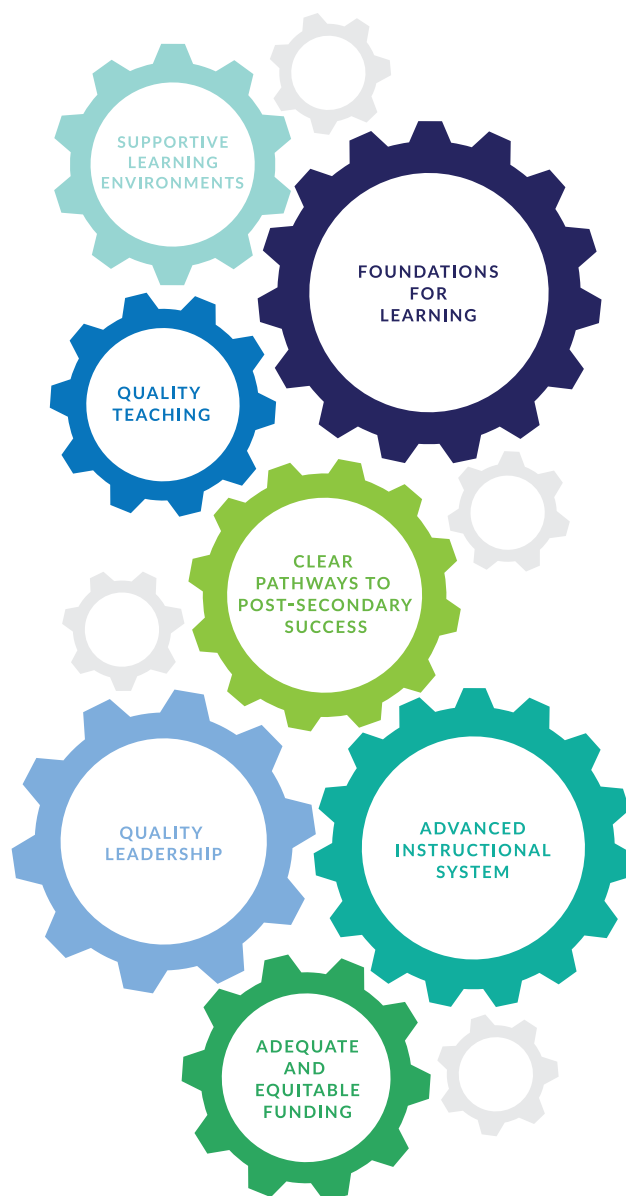 SUPPORTIVE
LEARNING
ENVIRONMENTS
FOUNDATIONS
FOR
LEARNING
QUALITY
TEACHING
CLEAR
PATHWAYS TO
POST-SECONDARY
SUCCESS
QUALITY
LEADERSHIP
ADVANCED
INSTRUCTIONAL
SYSTEM
ADEQUATE
AND
EQUITABLE
FUNDING